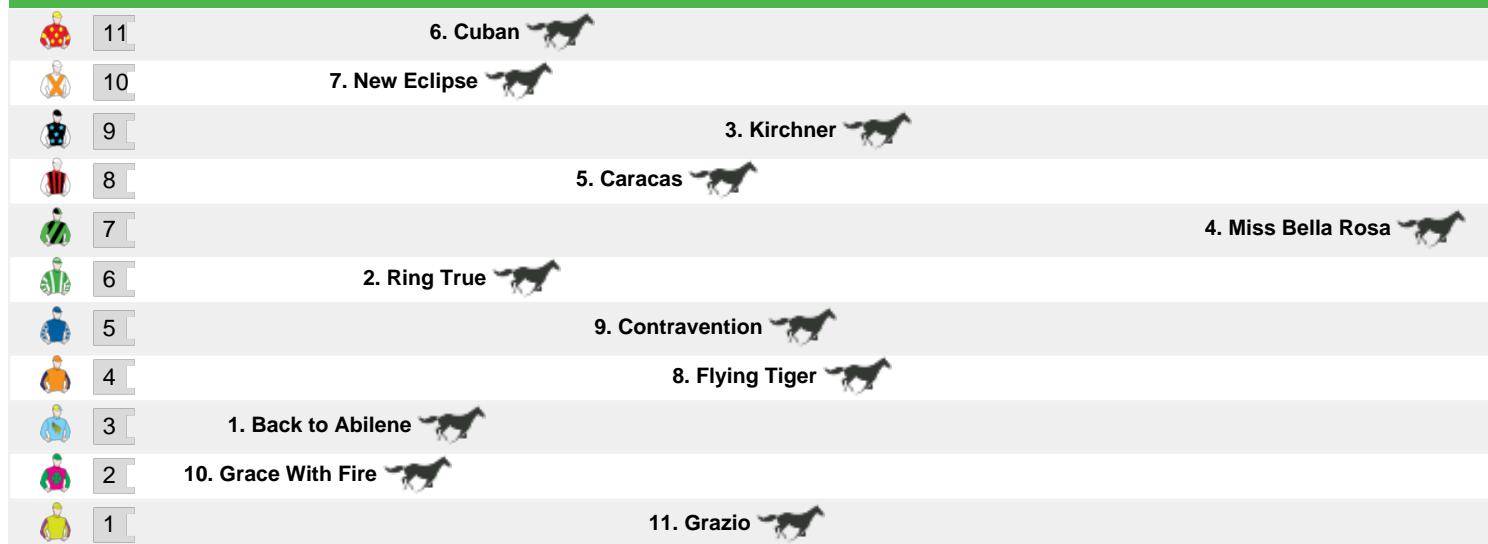 11 6. Cuban
10 7. New Eclipse
9 3. Kirchner
8 5. Caracas
7 4. Miss Bella Rosa
6 2. Ring True
5 9. Contravention
4 8. Flying Tiger
3 1. Back to Abilene
2 10. Grace With Fire
1 11. Grazio